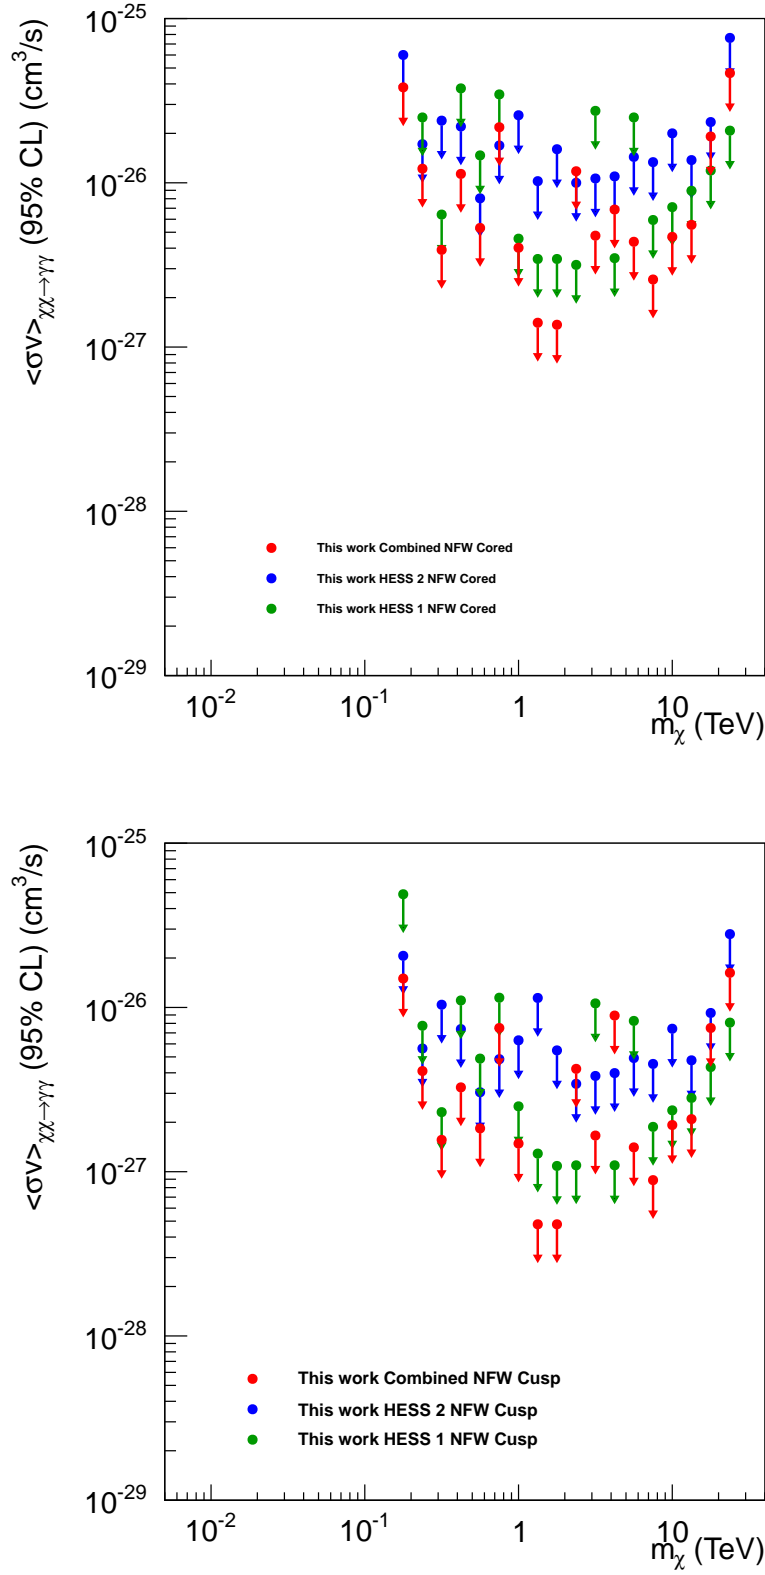 <σv>χχ→γγ (95% CL) (cm³/s)
10⁻²⁵
10⁻²⁶
10⁻²⁷
10⁻²⁸
10⁻²⁹
This work Combined NFW Cored
This work HESS 2 NFW Cored
This work HESS 1 NFW Cored
10⁻² 10⁻¹ 1 10
mχ (TeV)
<σv>χχ→γγ (95% CL) (cm³/s)
10⁻²⁵
10⁻²⁶
10⁻²⁷
10⁻²⁸
10⁻²⁹
This work Combined NFW Cusp
This work HESS 2 NFW Cusp
This work HESS 1 NFW Cusp
10⁻² 10⁻¹ 1 10
mχ (TeV)